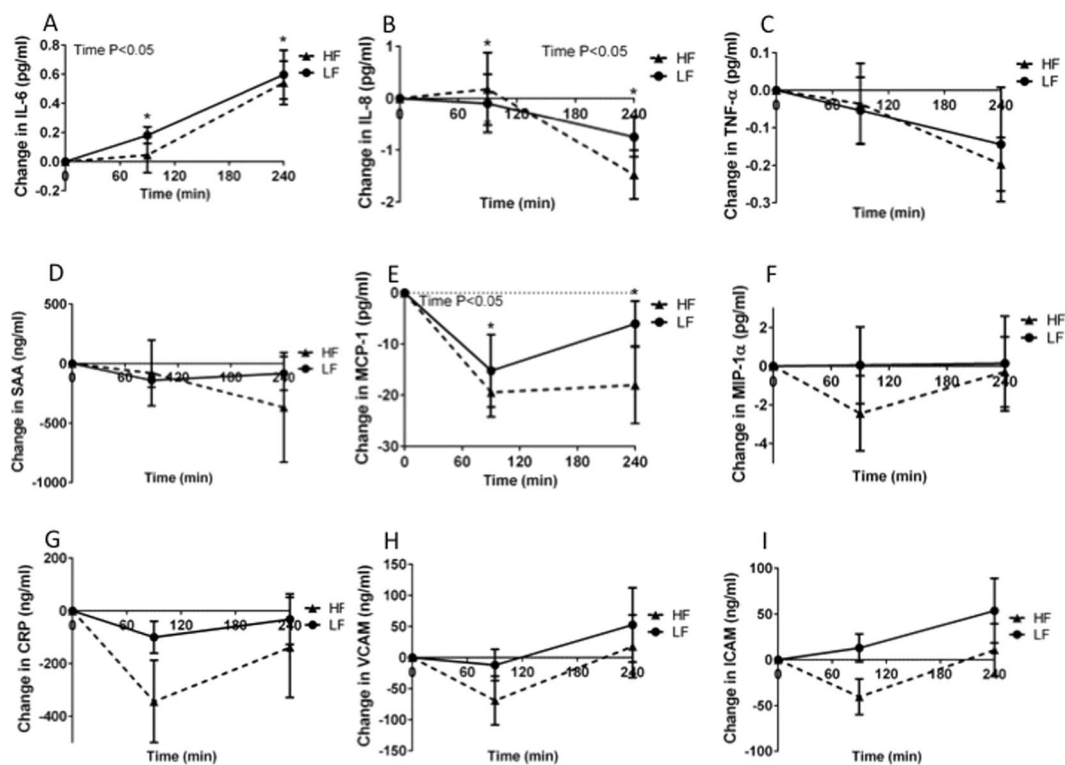 A
Change in IL-6 (pg/ml)
Time P<0.05
0.8
0.6
0.4
0.2
0.0
-0.2
*
*
60
120
180
240
Time (min)
HF
LF
B
Change in IL-8 (pg/ml)
Time P<0.05
1
0
-1
-2
*
*
0
60
120
180
240
Time (min)
HF
LF
C
Change in TNF-α (pg/ml)
0.1
0.0
-0.1
-0.2
-0.3
0
60
120
180
240
Time (min)
HF
LF
D
Change in SAA (ng/ml)
500
0
-500
-1000
0
60
120
180
240
Time (min)
HF
LF
E
Change in MCP-1 (pg/ml)
Time P<0.05
0
-10
-20
-30
*
*
0
60
120
180
240
Time (min)
HF
LF
F
Change in MIP-1α (pg/ml)
2
0
-2
-4
0
60
120
180
240
Time (min)
HF
LF
G
Change in CRP (ng/ml)
200
0
-200
-400
0
60
120
180
240
Time (min)
HF
LF
H
Change in VCAM (ng/ml)
150
100
50
0
-50
-100
-150
0
60
120
180
240
Time (min)
HF
LF
I
Change in ICAM (ng/ml)
100
50
0
-50
-100
0
60
120
180
240
Time (min)
HF
LF